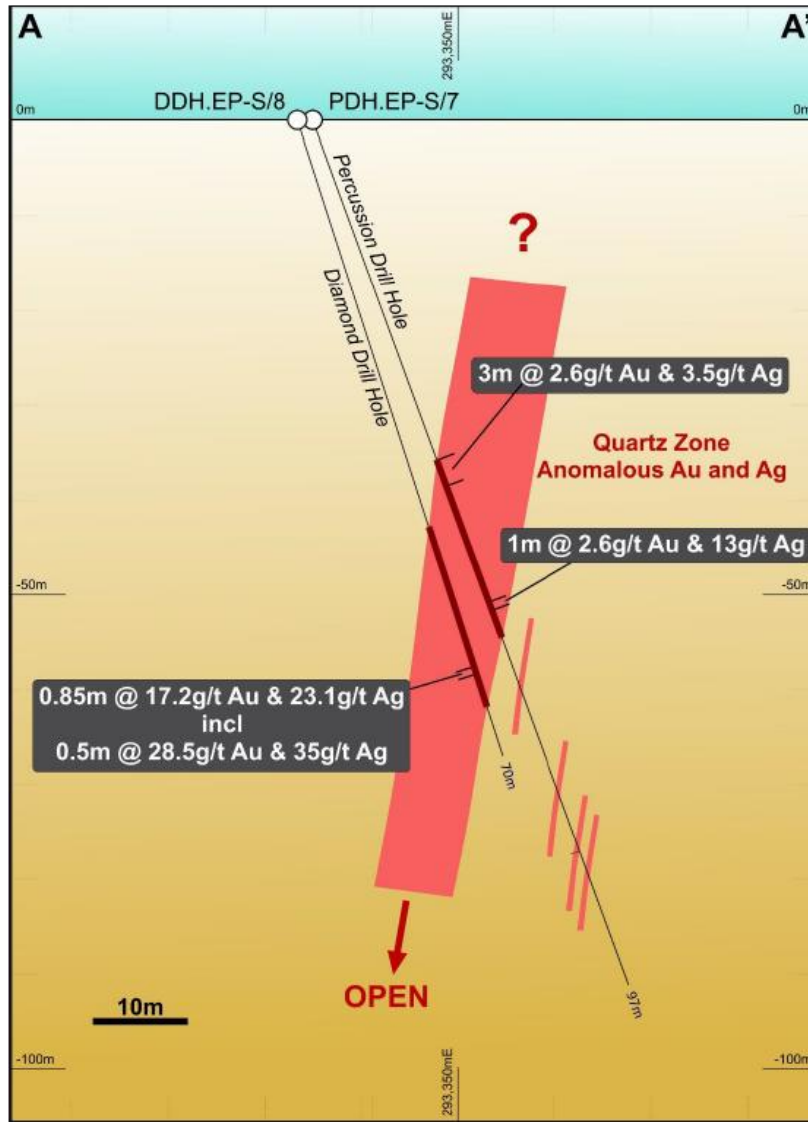 A
A'
293,350mE
DDH.EP-S/8
PDH.EP-S/7
0m
0m
Percussion Drill Hole
Diamond Drill Hole
?
3m @ 2.6g/t Au & 3.5g/t Ag
Quartz Zone
Anomalous Au and Ag
1m @ 2.6g/t Au & 13g/t Ag
-50m
-50m
0.85m @ 17.2g/t Au & 23.1g/t Ag
incl
0.5m @ 28.5g/t Au & 35g/t Ag
70m
97m
OPEN
10m
-100m
-100m
293,350mE